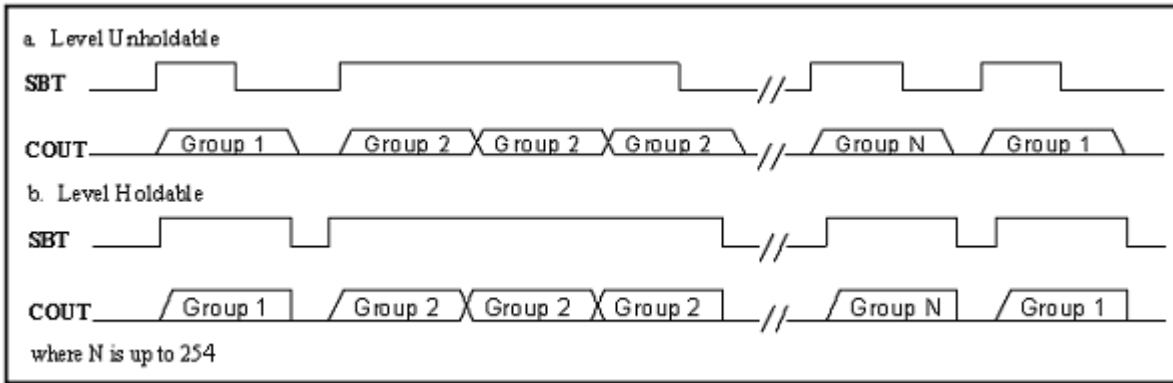 a. Level Unholdable
SBT
COUT Group 1 Group 2 Group 2 Group 2 Group N Group 1
b. Level Holdable
SBT
COUT Group 1 Group 2 Group 2 Group 2 Group N Group 1
where N is up to 254